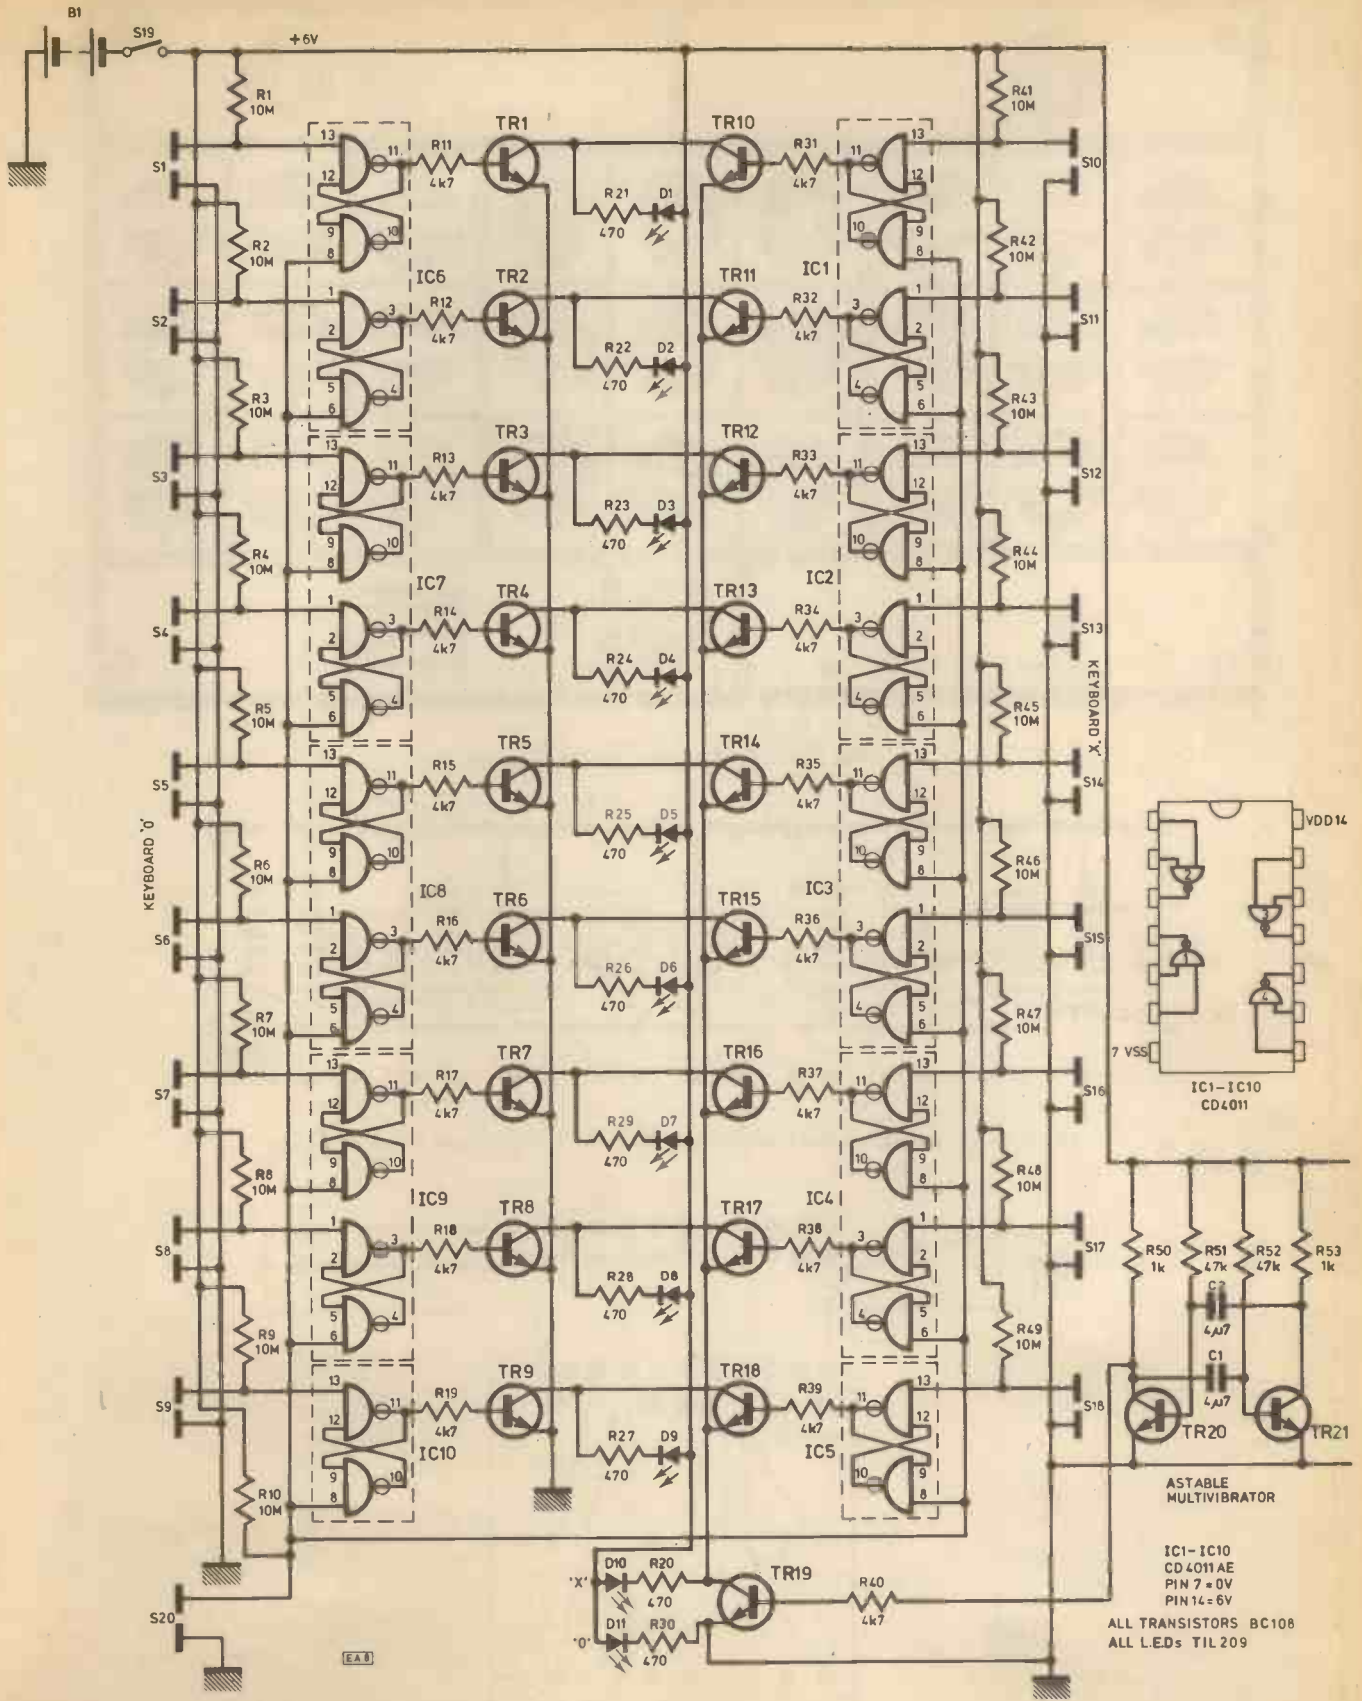 B1
S19
+6V
R1
10M
R41
10M
S1
13
12
11
9
8
10
R11
4k7
TR1
R21
470
D1
TR10
R31
4k7
11
13
12
10
9
8
S10
R2
10M
IC6
IC1
R42
10M
S2
1
2
3
5
6
4
R12
4k7
TR2
R22
470
D2
TR11
R32
4k7
3
1
2
4
5
6
S11
R3
10M
R43
10M
S3
13
12
11
9
8
10
R13
4k7
TR3
R23
470
D3
TR12
R33
4k7
11
13
12
10
9
8
S12
R4
10M
IC7
IC2
R44
10M
S4
1
2
3
5
6
4
R14
4k7
TR4
R24
470
D4
TR13
R34
4k7
3
1
2
4
5
6
S13
R5
10M
R45
10M
KEYBOARD 'X'
S5
13
12
11
9
8
10
R15
4k7
TR5
R25
470
D5
TR14
R35
4k7
11
13
12
10
9
8
S14
KEYBOARD 'O'
R6
10M
IC8
IC3
R46
10M
S6
1
2
3
5
6
4
R16
4k7
TR6
R26
470
D6
TR15
R36
4k7
3
1
2
4
5
6
S15
R7
10M
R47
10M
S7
13
12
11
9
8
10
R17
4k7
TR7
R29
470
D7
TR16
R37
4k7
11
13
12
10
9
8
S16
R8
10M
IC9
IC4
R48
10M
S8
1
2
3
5
6
4
R18
4k7
TR8
R28
470
D8
TR17
R38
4k7
3
1
2
4
5
6
S17
R9
10M
R49
10M
S9
13
12
11
9
8
10
R19
4k7
TR9
R27
470
D9
TR18
R39
4k7
11
13
12
10
9
8
S18
IC10
IC5
R10
10M
S20
'X'
D10
R20
470
'O'
D11
R30
470
TR19
R40
4k7
EA8
VDD 14
2
3
1
4
7 VSS
IC1-IC10
CD4011
R50
1k
R51
47k
R52
47k
R53
1k
C2
4µ7
C1
4µ7
TR20
TR21
ASTABLE
MULTIVIBRATOR
IC1-IC10
CD4011AE
PIN 7 = 0V
PIN 14 = 6V
ALL TRANSISTORS BC108
ALL L.E.Ds TIL209